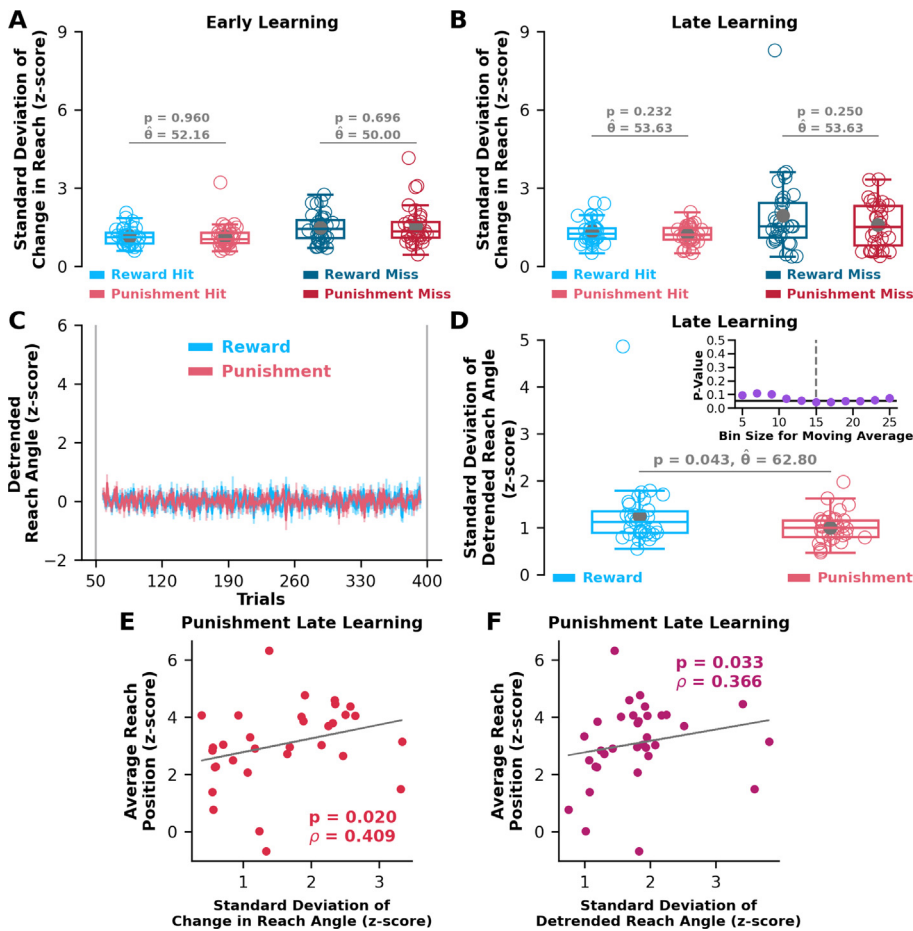 A
Early Learning
Standard Deviation of
Change in Reach (z-score)
9
6
3
0
p = 0.960
θ̂ = 52.16
p = 0.696
θ̂ = 50.00
Reward Hit
Punishment Hit
Reward Miss
Punishment Miss
B
Late Learning
Standard Deviation of
Change in Reach (z-score)
9
6
3
0
p = 0.232
θ̂ = 53.63
p = 0.250
θ̂ = 53.63
Reward Hit
Punishment Hit
Reward Miss
Punishment Miss
C
Detrended
Reach Angle (z-score)
6
4
2
0
−2
Reward
Punishment
50 120 190 260 330 400
Trials
D
Late Learning
Standard Deviation of
Detrended Reach Angle
(z-score)
5
4
3
2
1
0
P-Value
0.5
0.4
0.3
0.2
0.1
0.0
5 10 15 20 25
Bin Size for Moving Average
p = 0.043, θ̂ = 62.80
Reward
Punishment
E
Punishment Late Learning
Average Reach
Position (z-score)
6
4
2
0
p = 0.020
ρ = 0.409
1 2 3
Standard Deviation of
Change in Reach Angle (z-score)
F
Punishment Late Learning
Average Reach
Position (z-score)
6
4
2
0
p = 0.033
ρ = 0.366
1 2 3
Standard Deviation of
Detrended Reach Angle (z-score)